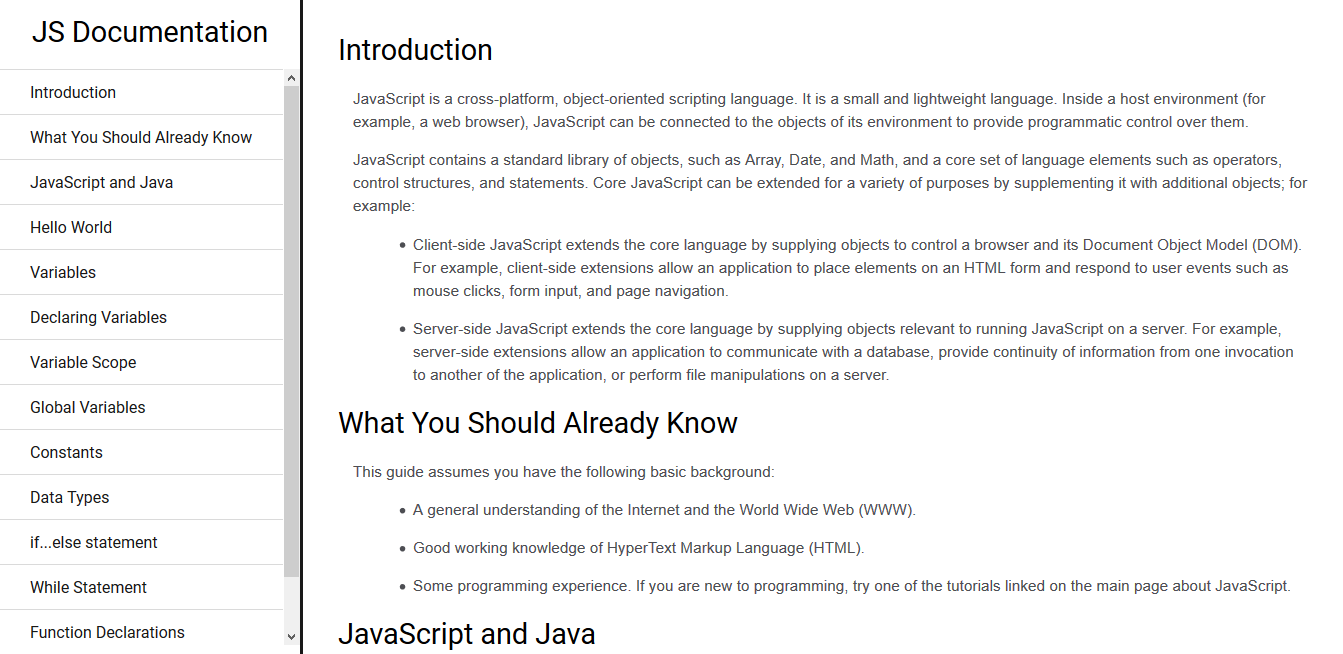 JS Documentation
Introduction
What You Should Already Know
JavaScript and Java
Hello World
Variables
Declaring Variables
Variable Scope
Global Variables
Constants
Data Types
if...else statement
While Statement
Function Declarations
Introduction
JavaScript is a cross-platform, object-oriented scripting language. It is a small and lightweight language. Inside a host environment (for
example, a web browser), JavaScript can be connected to the objects of its environment to provide programmatic control over them.
JavaScript contains a standard library of objects, such as Array, Date, and Math, and a core set of language elements such as operators,
control structures, and statements. Core JavaScript can be extended for a variety of purposes by supplementing it with additional objects; for
example:
• Client-side JavaScript extends the core language by supplying objects to control a browser and its Document Object Model (DOM).
For example, client-side extensions allow an application to place elements on an HTML form and respond to user events such as
mouse clicks, form input, and page navigation.
• Server-side JavaScript extends the core language by supplying objects relevant to running JavaScript on a server. For example,
server-side extensions allow an application to communicate with a database, provide continuity of information from one invocation
to another of the application, or perform file manipulations on a server.
What You Should Already Know
This guide assumes you have the following basic background:
• A general understanding of the Internet and the World Wide Web (WWW).
• Good working knowledge of HyperText Markup Language (HTML).
• Some programming experience. If you are new to programming, try one of the tutorials linked on the main page about JavaScript.
JavaScript and Java